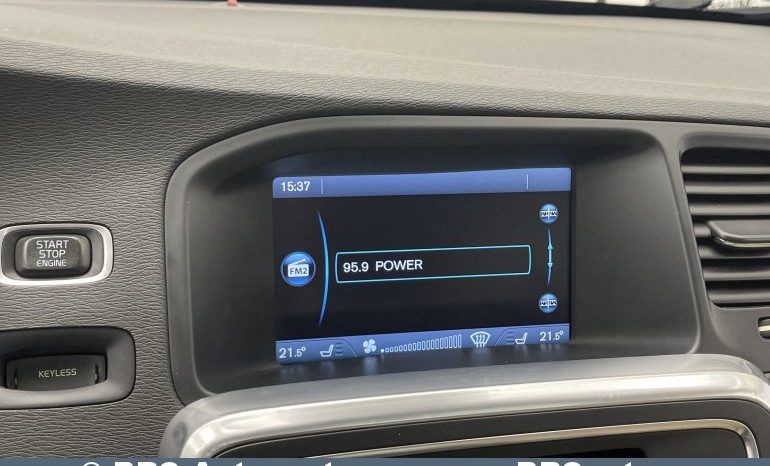 15:37
START
STOP
ENGINE
FM2
95.9 POWER
21.5°
21.5°
KEYLESS